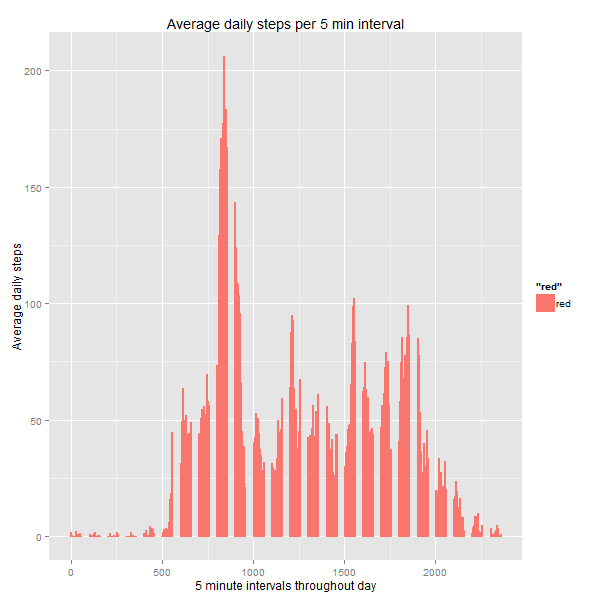 Average daily steps per 5 min interval
Average daily steps
200
150
100
50
0
0
500
1000
1500
2000
5 minute intervals throughout day
"red"
red